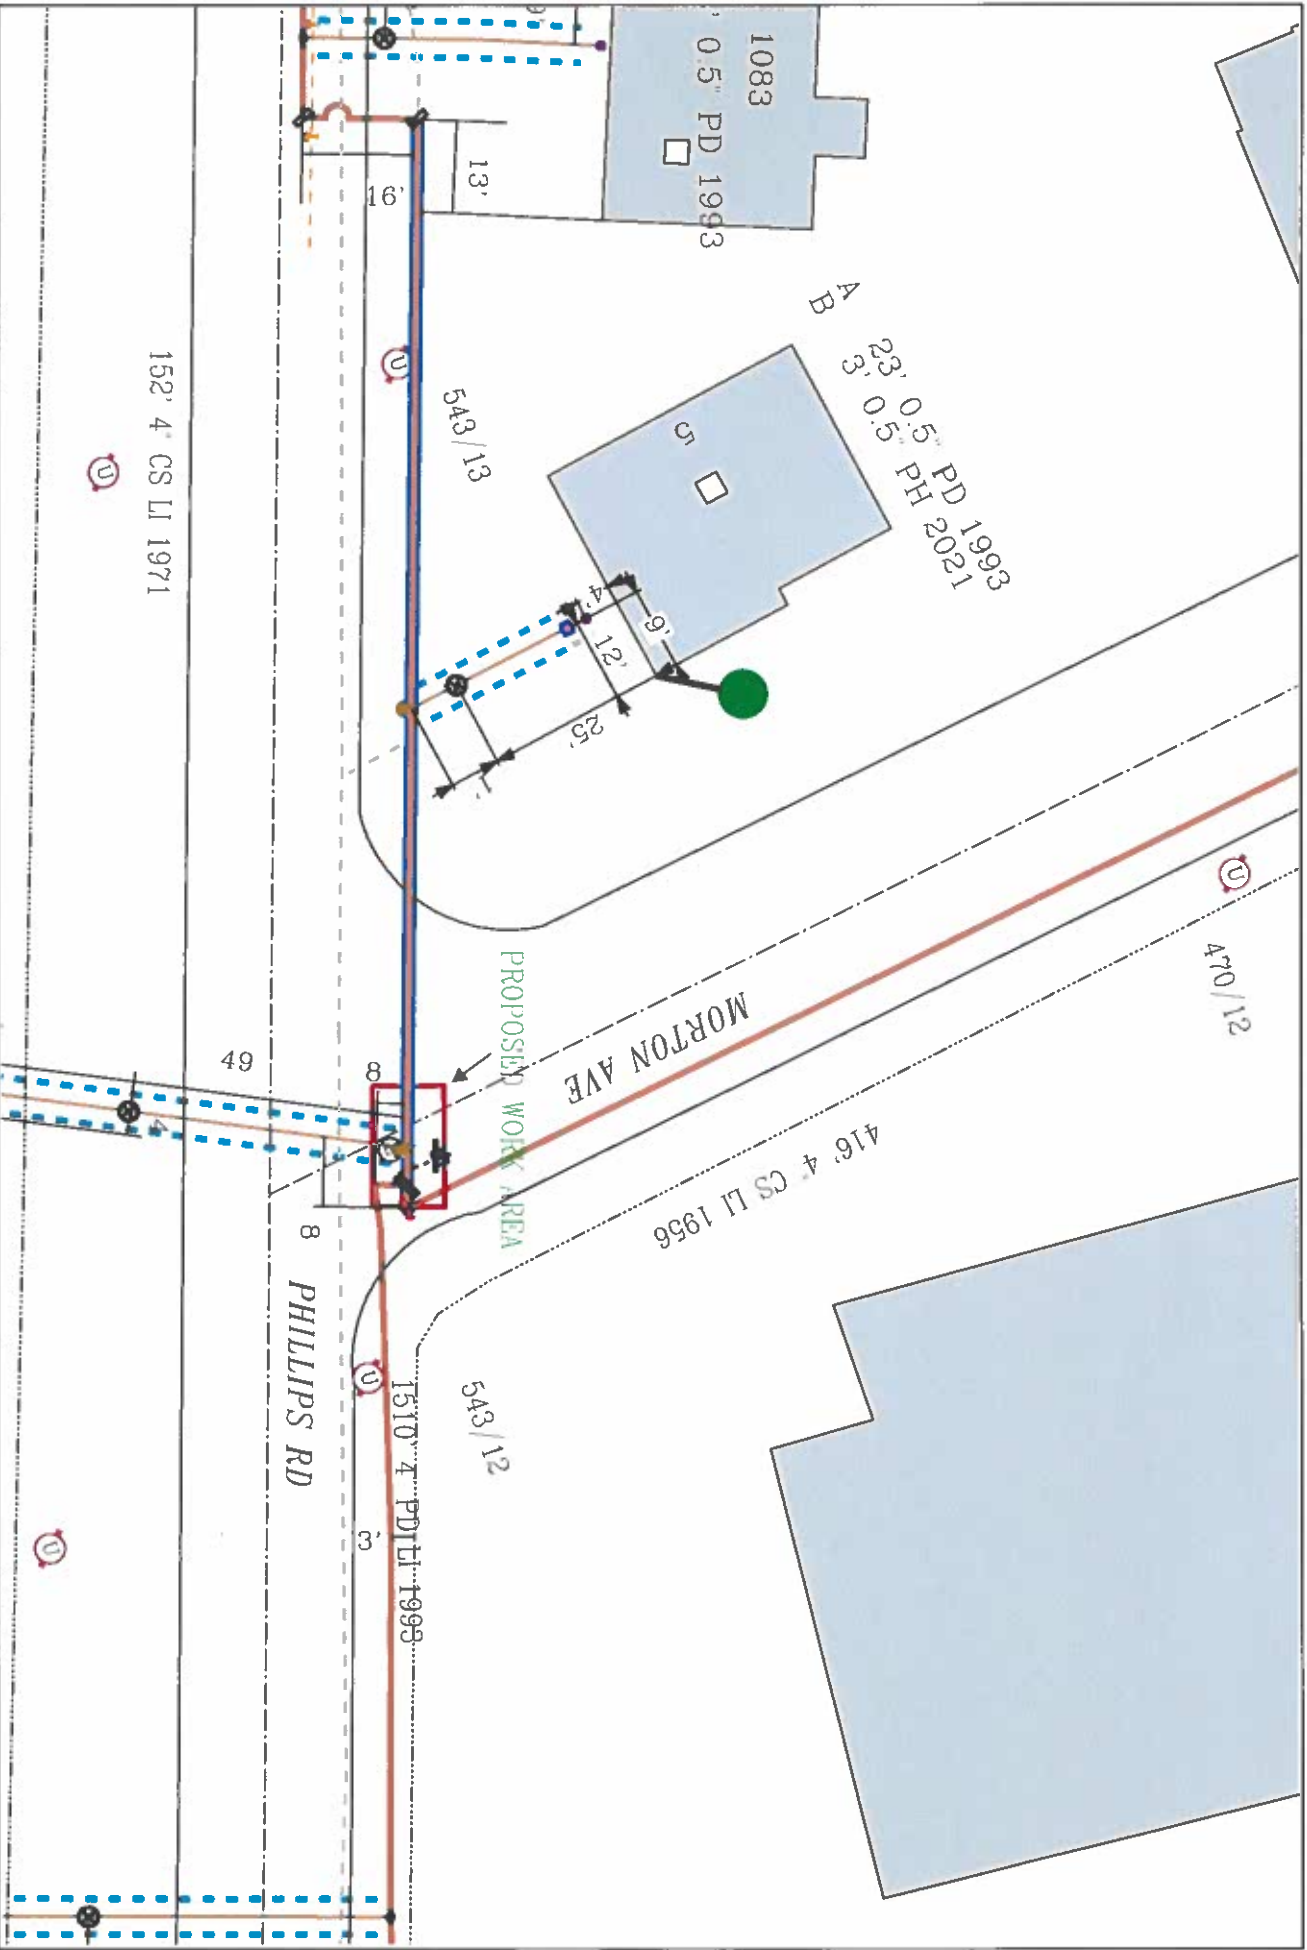 1083
0.5" PD 1993
13'
16'
A 23' 0.5" PD 1993
B 3' 0.5" PH 2021
5
543/13
152' 4" CS LI 1971
U
U
4'
9'
12'
25'
1'
U
470/12
MORTON AVE
416' 4" CS LI 1956
PROPOSED WORK AREA
49
8
4
8
PHILLIPS RD
543/12
U
1510' 4" PD LI 1993
3'
U